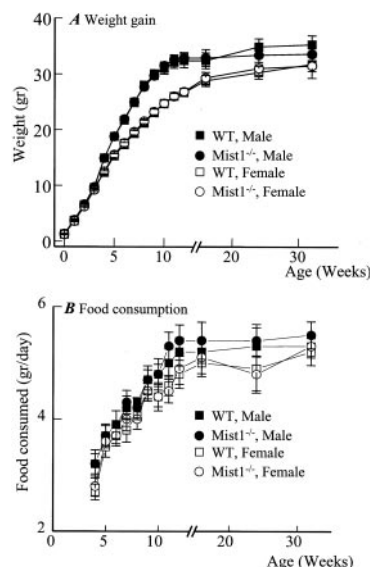 A Weight gain
40
30
20
10
0
Weight (gr)
WT, Male
Mist1-/-, Male
WT, Female
Mist1-/-, Female
0 5 10 20 30
Age (Weeks)
B Food consumption
6
4
2
Food consumed (gr/day)
WT, Male
Mist1-/-, Male
WT, Female
Mist1-/-, Female
0 5 10 20 30
Age (Weeks)